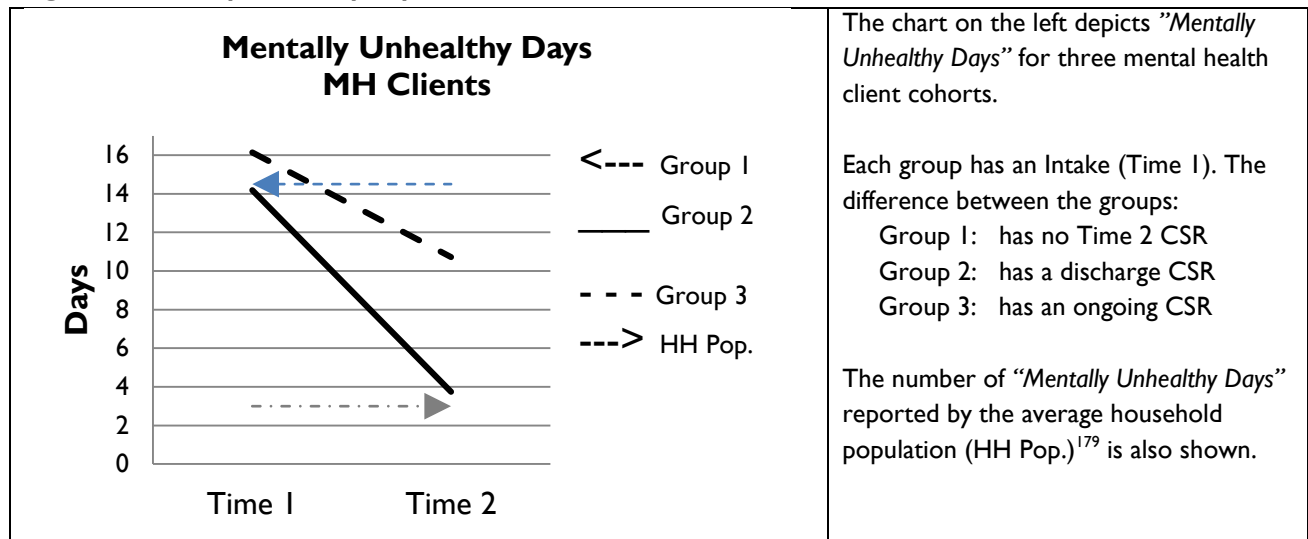 Mentally Unhealthy Days
MH Clients
16
14
12
10
8
6
4
2
0
Days
Time 1
Time 2
<--- Group 1
____ Group 2
- - - Group 3
---> HH Pop.
The chart on the left depicts ”Mentally
Unhealthy Days” for three mental health
client cohorts.
Each group has an Intake (Time 1). The
difference between the groups:
Group 1: has no Time 2 CSR
Group 2: has a discharge CSR
Group 3: has an ongoing CSR
The number of “Mentally Unhealthy Days”
reported by the average household
population (HH Pop.)179 is also shown.